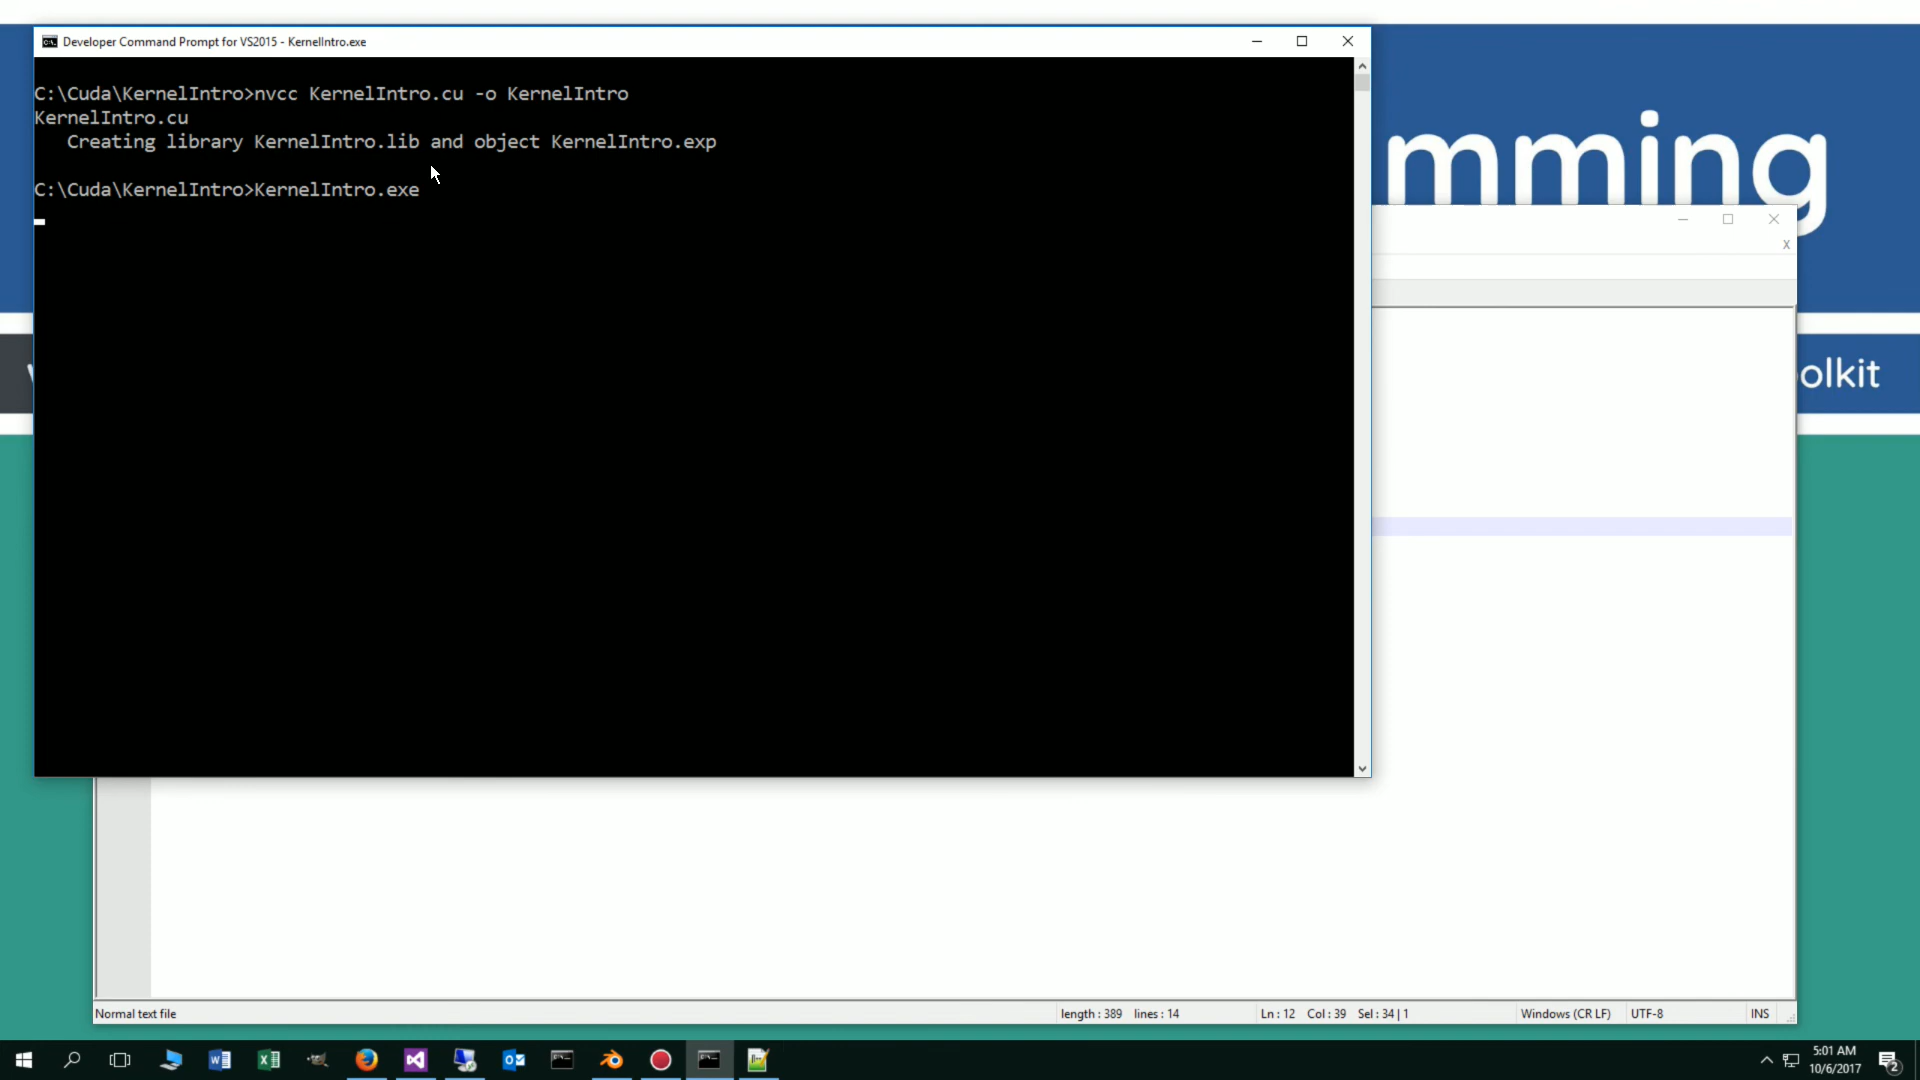 Developer Command Prompt for VS2015 - KernelIntro.exe
C:\Cuda\KernelIntro>nvcc KernelIntro.cu -o KernelIntro
KernelIntro.cu
   Creating library KernelIntro.lib and object KernelIntro.exp
C:\Cuda\KernelIntro>KernelIntro.exe
mming
X
olkit
Normal text file
length : 389 lines : 14
Ln : 12 Col : 39 Sel : 34 | 1
Windows (CR LF)
UTF-8
INS
5:01 AM
10/6/2017
2